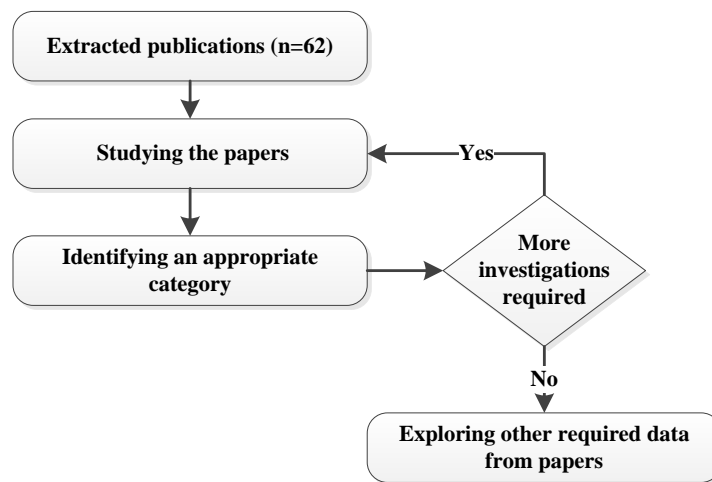 Extracted publications (n=62)
Studying the papers
Yes
Identifying an appropriate
category
More
investigations
required
No
Exploring other required data
from papers